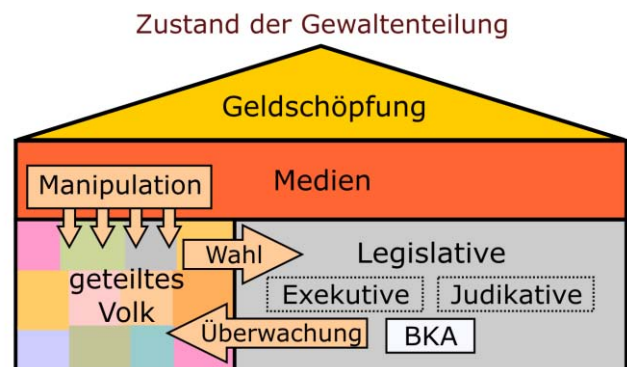 Zustand der Gewaltenteilung
Geldschöpfung
Manipulation
Medien
geteiltes
Volk
Wahl
Legislative
Exekutive
Judikative
Überwachung
BKA